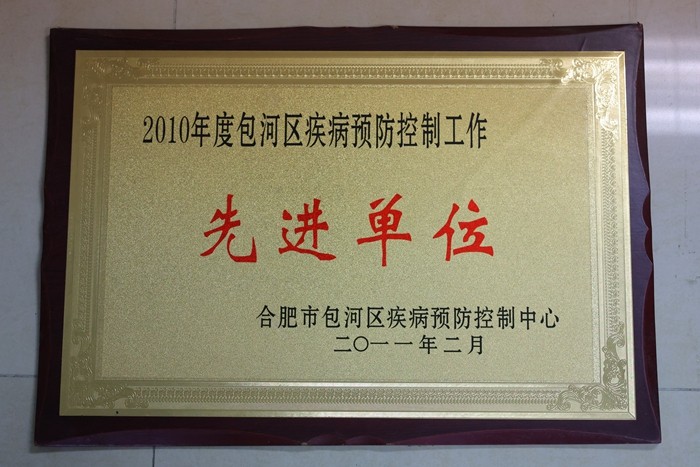 2010年度包河区疾病预防控制工作
先进单位
合肥市包河区疾病预防控制中心
二〇一一年二月